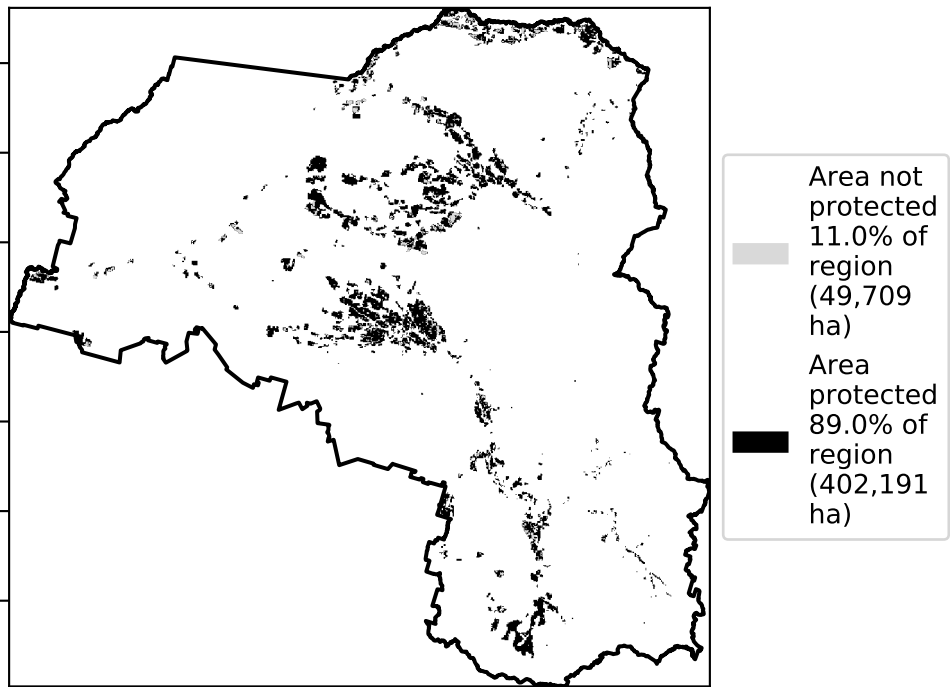 Area not
protected
11.0% of
region
(49,709
ha)
Area
protected
89.0% of
region
(402,191
ha)